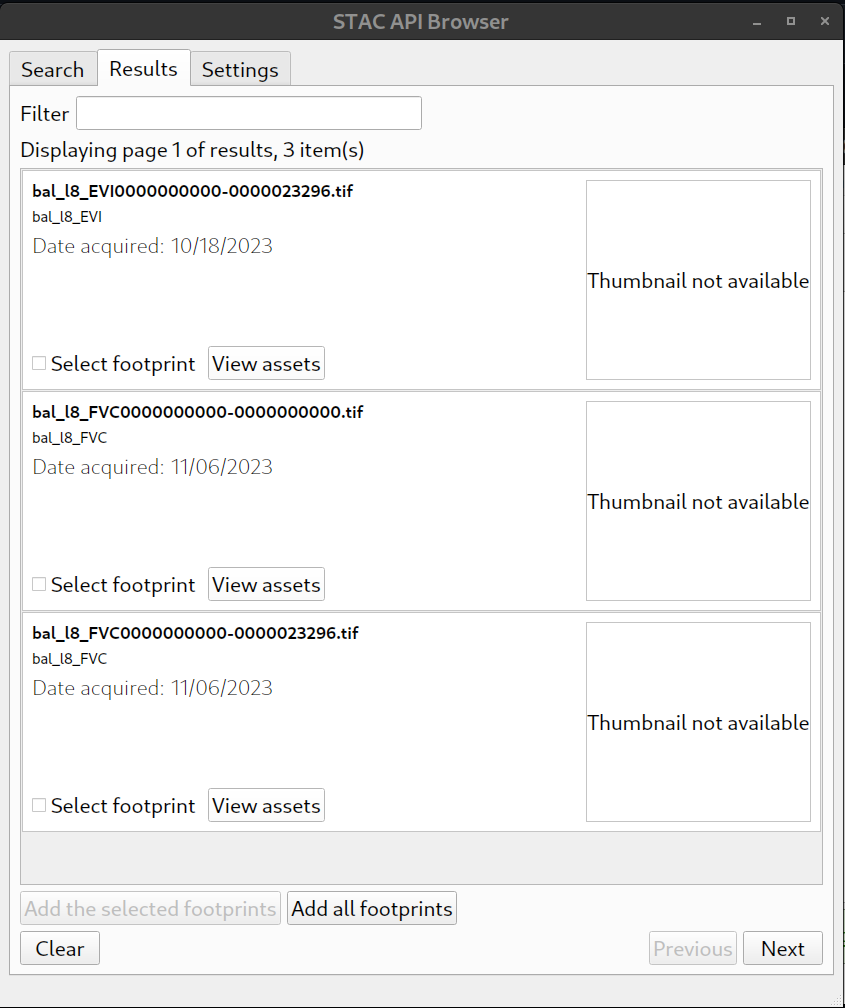 STAC API Browser
Search Results Settings
Filter
Displaying page 1 of results, 3 item(s)
bal_l8_EVI0000000000-0000023296.tif
bal_l8_EVI
Date acquired: 10/18/2023
Thumbnail not available
Select footprint View assets
bal_l8_FVC0000000000-0000000000.tif
bal_l8_FVC
Date acquired: 11/06/2023
Thumbnail not available
Select footprint View assets
bal_l8_FVC0000000000-0000023296.tif
bal_l8_FVC
Date acquired: 11/06/2023
Thumbnail not available
Select footprint View assets
Add the selected footprints Add all footprints
Clear Previous Next